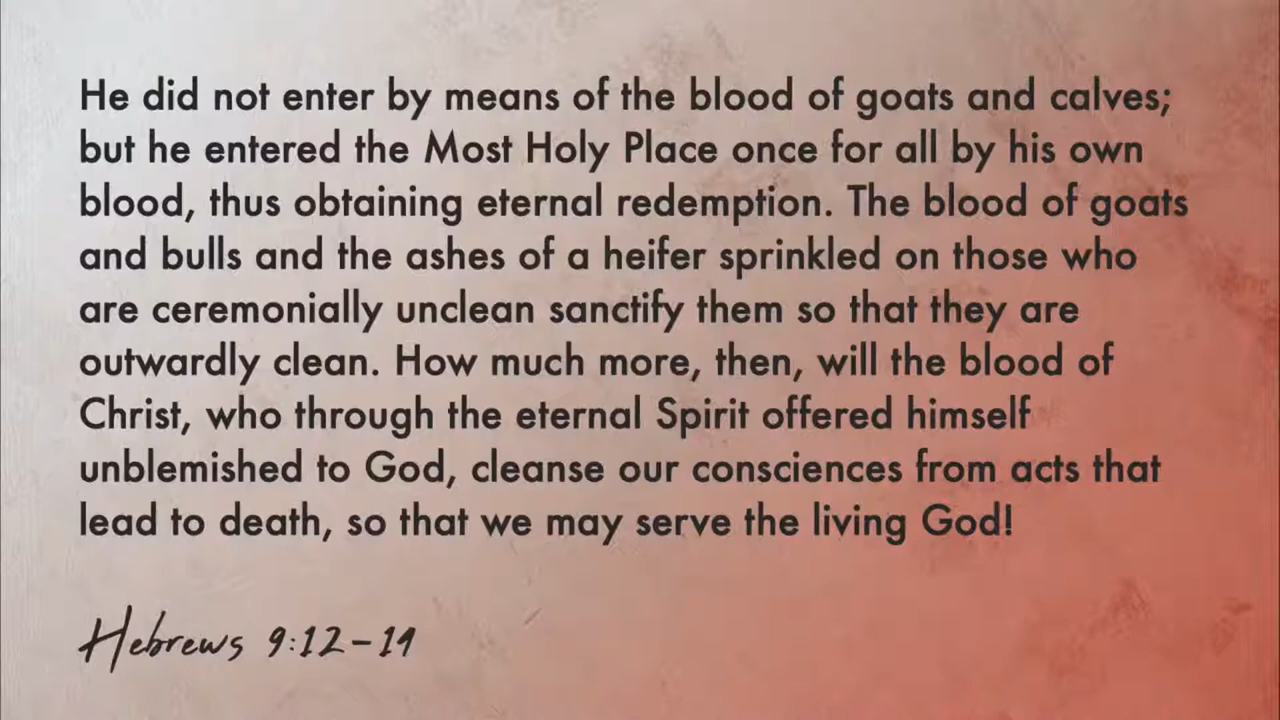 He did not enter by means of the blood of goats and calves;
but he entered the Most Holy Place once for all by his own
blood, thus obtaining eternal redemption. The blood of goats
and bulls and the ashes of a heifer sprinkled on those who
are ceremonially unclean sanctify them so that they are
outwardly clean. How much more, then, will the blood of
Christ, who through the eternal Spirit offered himself
unblemished to God, cleanse our consciences from acts that
lead to death, so that we may serve the living God!
Hebrews 9:12-14